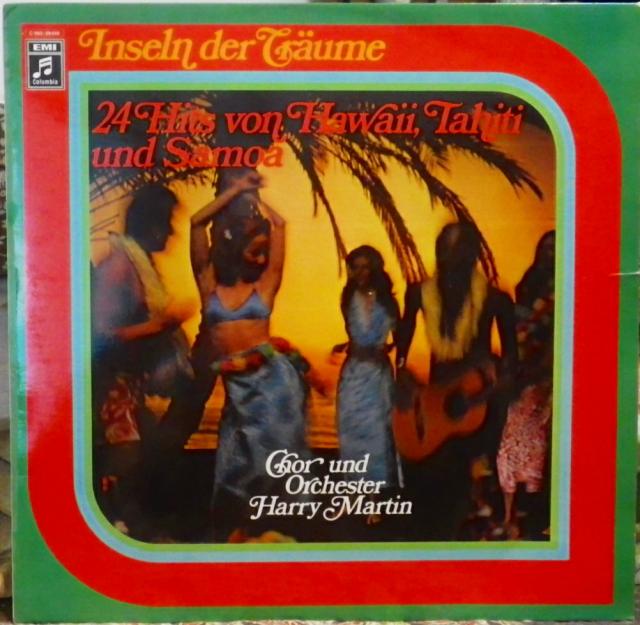 EMI
Columbia
Inseln der Träume
24 Hits von Hawaii, Tahiti
und Samoa
Chor und
Orchester
Harry Martin